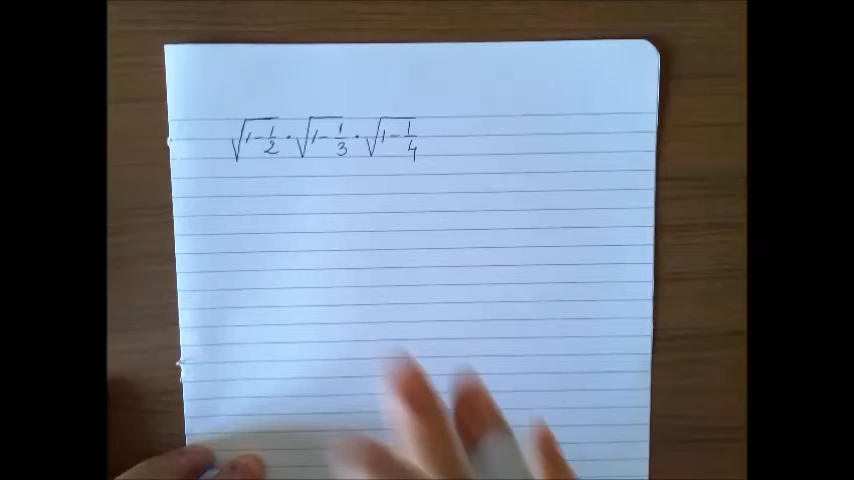 √(1-1/2) · √(1-1/3) · √(1-1/4)